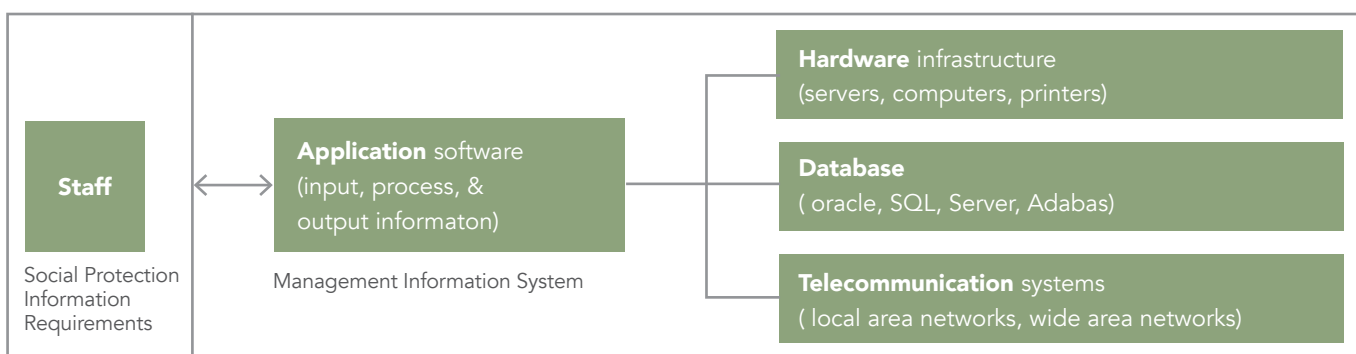 Staff
Social Protection
Information
Requirements
Application software
(input, process, &
output informaton)
Management Information System
Hardware infrastructure
(servers, computers, printers)
Database
( oracle, SQL, Server, Adabas)
Telecommunication systems
( local area networks, wide area networks)